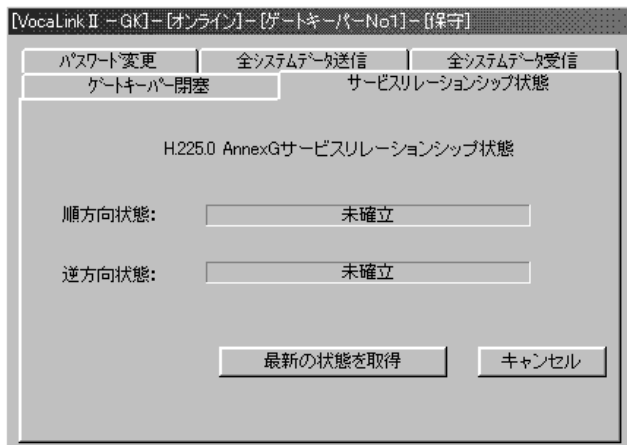 [VocaLinkⅡ－GK]－[オンライン]－[ゲートキーパーNo1]－[保守]
パスワード変更 全システムデータ送信 全システムデータ受信
ゲートキーパー閉塞 サービスリレーションシップ状態
H.225.0 AnnexGサービスリレーションシップ状態
順方向状態: 未確立
逆方向状態: 未確立
最新の状態を取得 キャンセル